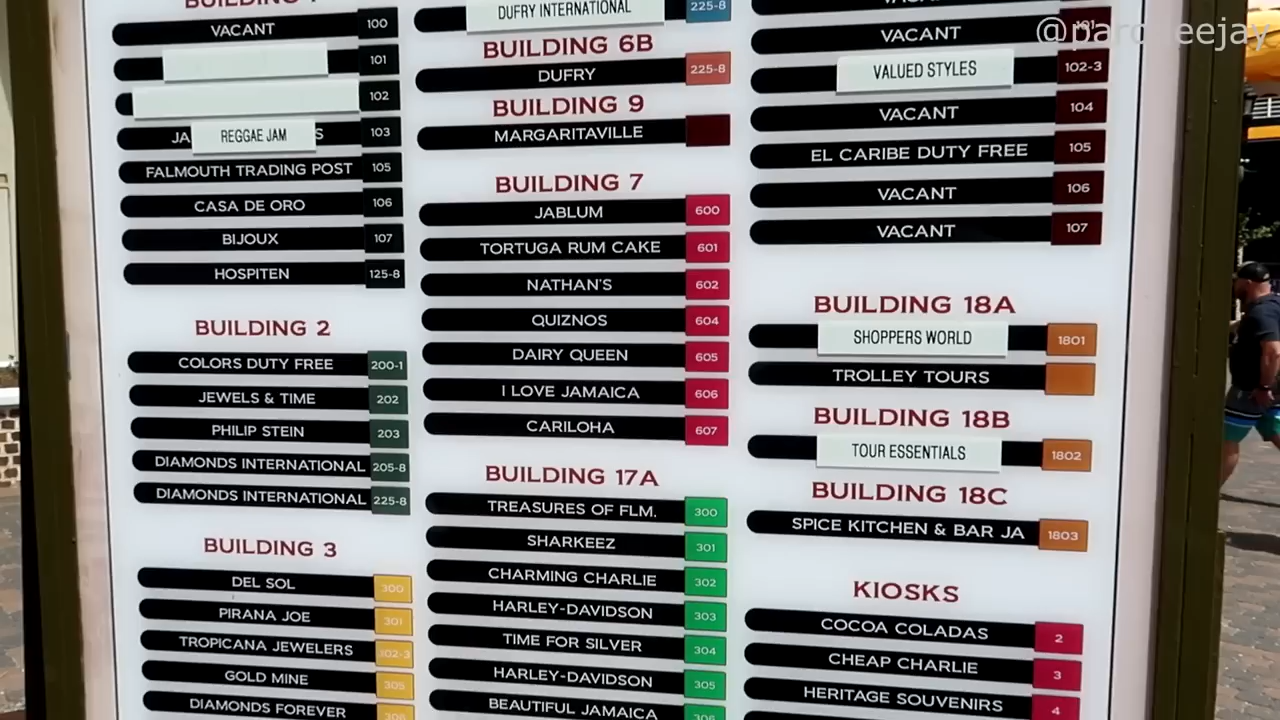 VACANT 100
101
102
REGGAE JAM 103
FALMOUTH TRADING POST 105
CASA DE ORO 106
BIJOUX 107
HOSPITEN 125-8
BUILDING 2
COLORS DUTY FREE 200-1
JEWELS & TIME 202
PHILIP STEIN 203
DIAMONDS INTERNATIONAL 205-8
DIAMONDS INTERNATIONAL 225-8
BUILDING 3
DEL SOL 300
PIRANA JOE 301
TROPICANA JEWELERS 302-3
GOLD MINE 305
DIAMONDS FOREVER 306
DUFRY INTERNATIONAL 225-8
BUILDING 6B
DUFRY 225-8
BUILDING 9
MARGARITAVILLE
BUILDING 7
JABLUM 600
TORTUGA RUM CAKE 601
NATHAN'S 602
QUIZNOS 604
DAIRY QUEEN 605
I LOVE JAMAICA 606
CARILOHA 607
BUILDING 17A
TREASURES OF FLM. 300
SHARKEEZ 301
CHARMING CHARLIE 302
HARLEY-DAVIDSON 303
TIME FOR SILVER 304
HARLEY-DAVIDSON 305
BEAUTIFUL JAMAICA 306
VACANT 101
VALUED STYLES 102-3
VACANT 104
EL CARIBE DUTY FREE 105
VACANT 106
VACANT 107
BUILDING 18A
SHOPPERS WORLD 1801
TROLLEY TOURS
BUILDING 18B
TOUR ESSENTIALS 1802
BUILDING 18C
SPICE KITCHEN & BAR JA 1803
KIOSKS
COCOA COLADAS 2
CHEAP CHARLIE 3
HERITAGE SOUVENIRS 4